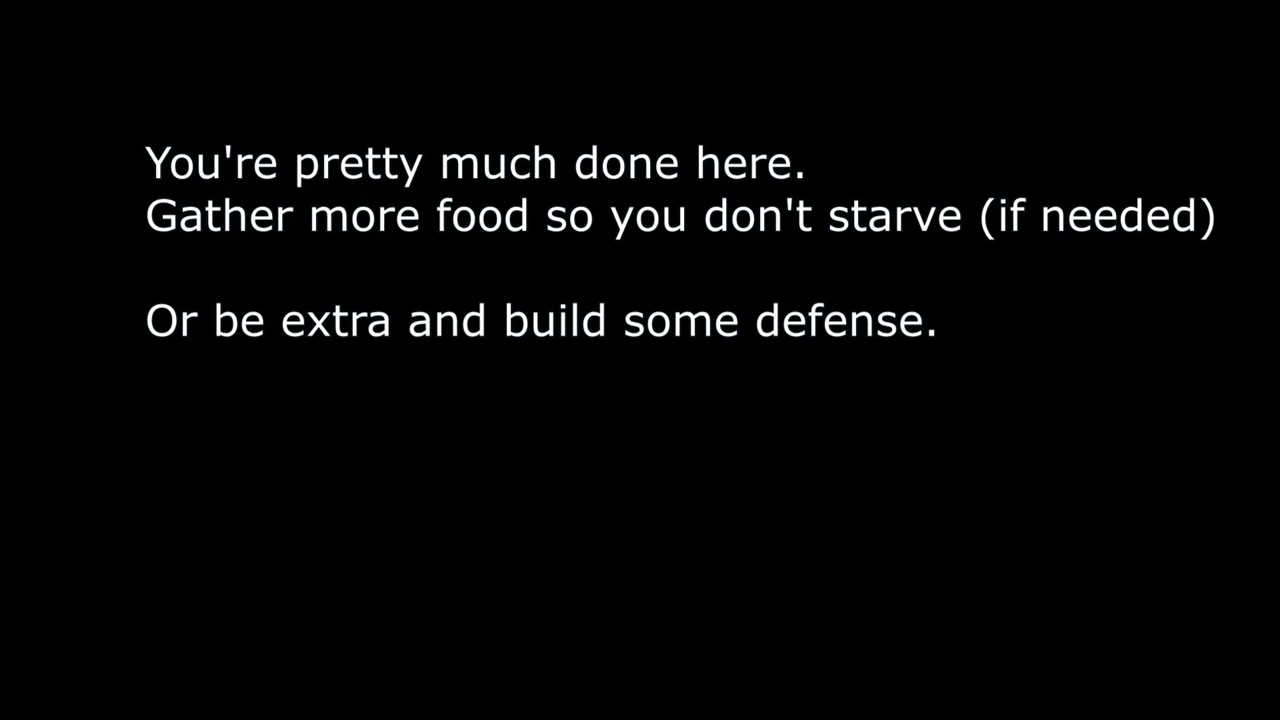 You're pretty much done here.
Gather more food so you don't starve (if needed)
Or be extra and build some defense.